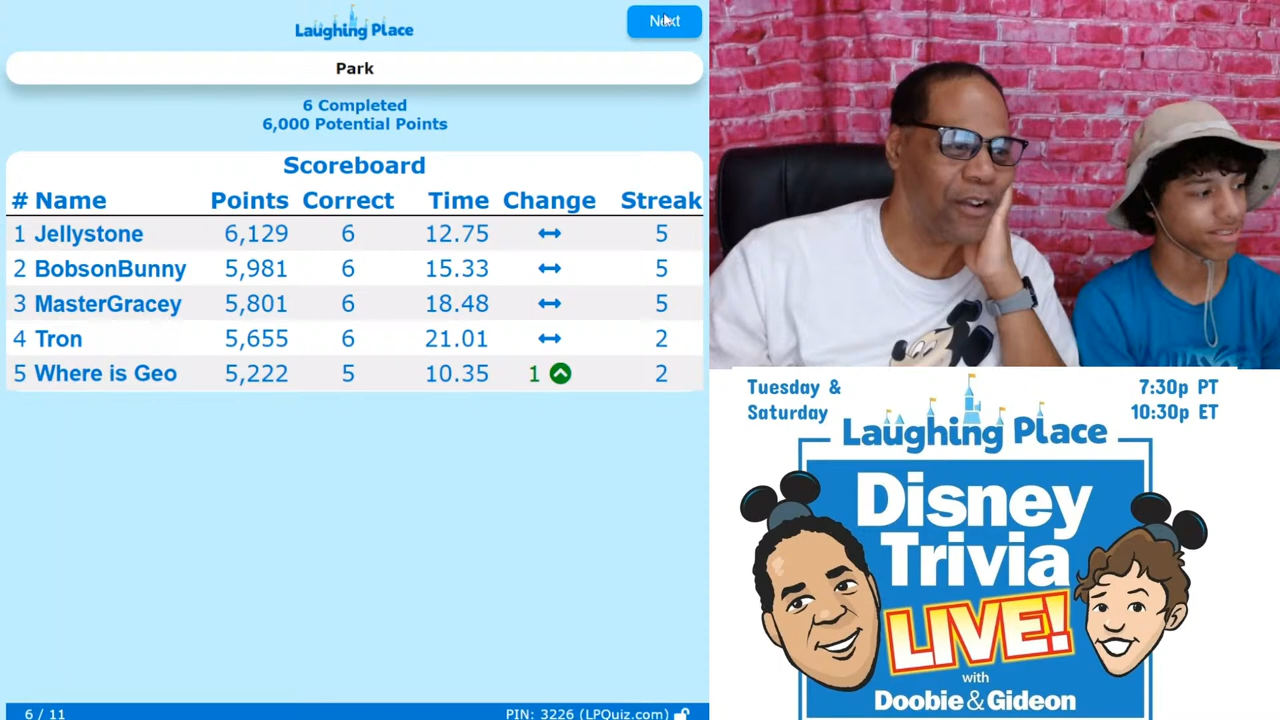 Laughing Place
Next
Park
6 Completed
6,000 Potential Points
Scoreboard
# Name Points Correct Time Change Streak
1 Jellystone 6,129 6 12.75 5
2 BobsonBunny 5,981 6 15.33 5
3 MasterGracey 5,801 6 18.48 5
4 Tron 5,655 6 21.01 2
5 Where is Geo 5,222 5 10.35 1 2
6 / 11
PIN: 3226 (LPQuiz.com)
Tuesday & 7:30p PT
Saturday 10:30p ET
Laughing Place
Disney
Trivia
LIVE!
with
Doobie & Gideon